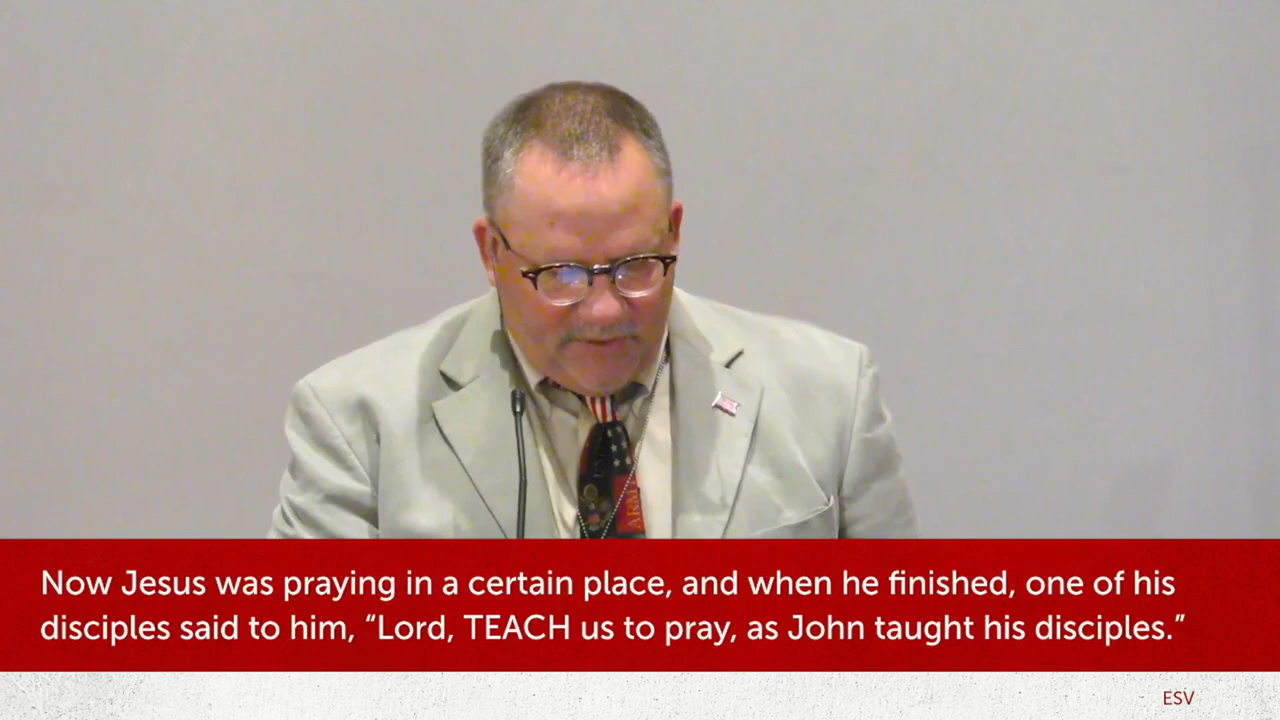 ARMY
Now Jesus was praying in a certain place, and when he finished, one of his
disciples said to him, “Lord, TEACH us to pray, as John taught his disciples.”
ESV